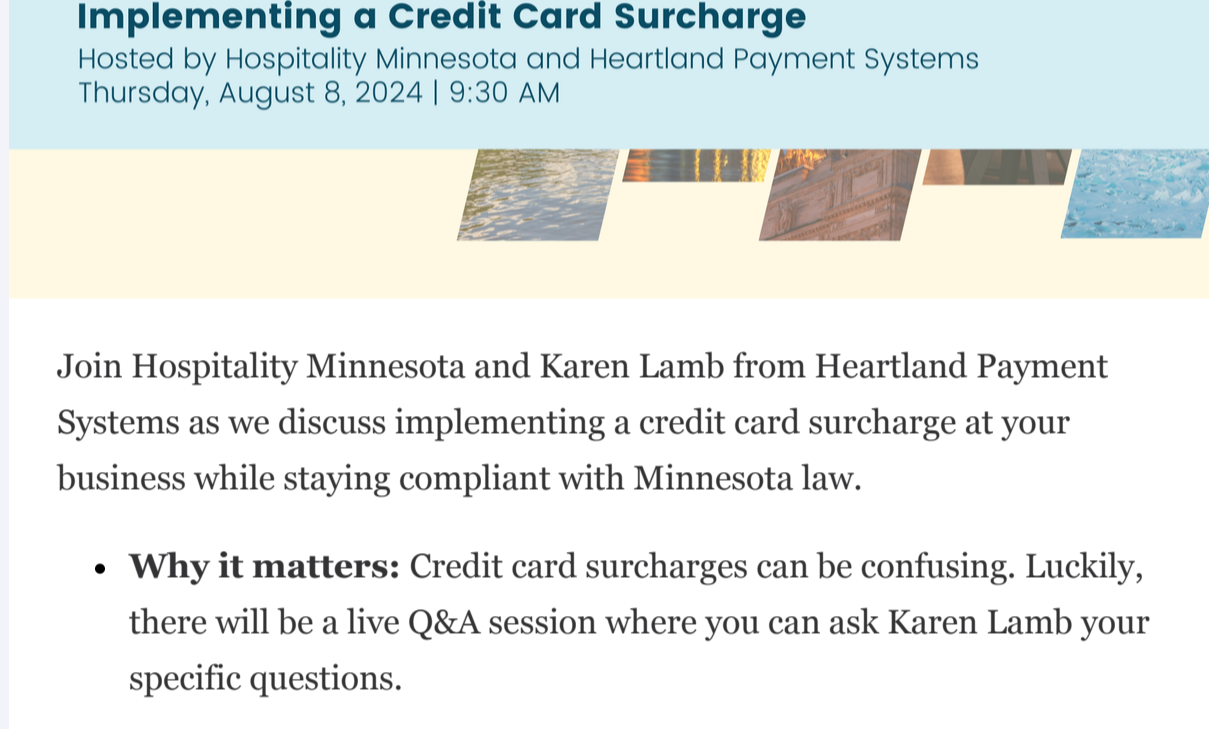 Implementing a Credit Card Surcharge
Hosted by Hospitality Minnesota and Heartland Payment Systems
Thursday, August 8, 2024 | 9:30 AM
Join Hospitality Minnesota and Karen Lamb from Heartland Payment
Systems as we discuss implementing a credit card surcharge at your
business while staying compliant with Minnesota law.
• Why it matters: Credit card surcharges can be confusing. Luckily,
there will be a live Q&A session where you can ask Karen Lamb your
specific questions.